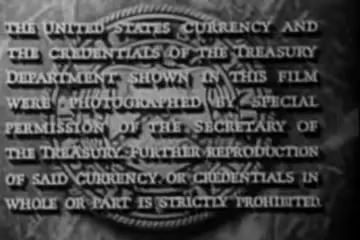 THE UNITED STATES CURRENCY AND
THE CREDENTIALS OF THE TREASURY
DEPARTMENT SHOWN IN THIS FILM
WERE PHOTOGRAPHED BY SPECIAL
PERMISSION OF THE SECRETARY OF
THE TREASURY. FURTHER REPRODUCTION
OF SAID CURRENCY, OR CREDENTIALS IN
WHOLE OR PART IS STRICTLY PROHIBITED.